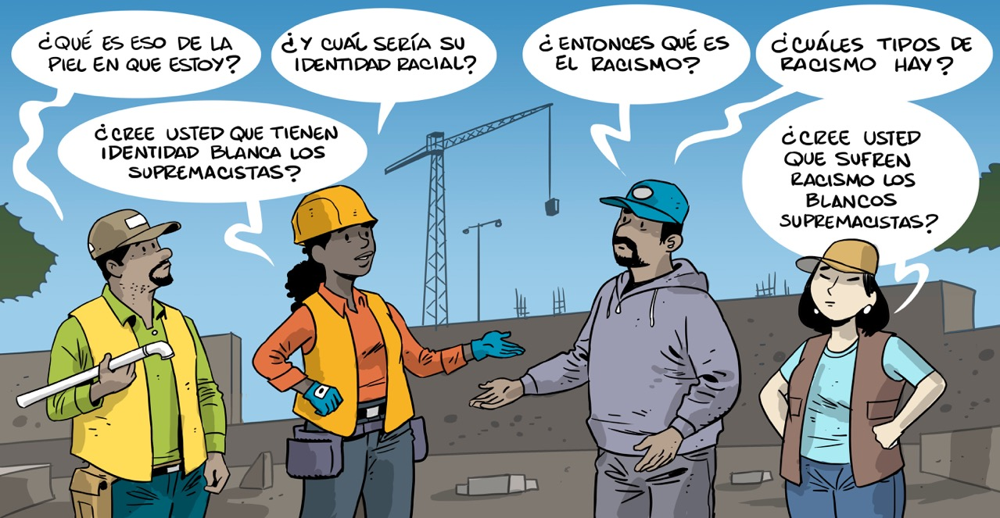 ¿QUÉ ES ESO DE LA
PIEL EN QUE ESTOY?
¿CREE USTED QUE TIENEN
IDENTIDAD BLANCA LOS
SUPREMACISTAS?
¿Y CUÁL SERÍA SU
IDENTIDAD RACIAL?
¿ENTONCES QUÉ ES
EL RACISMO?
¿CUÁLES TIPOS DE
RACISMO HAY?
¿CREE USTED
QUE SUFREN
RACISMO LOS
BLANCOS
SUPREMACISTAS?